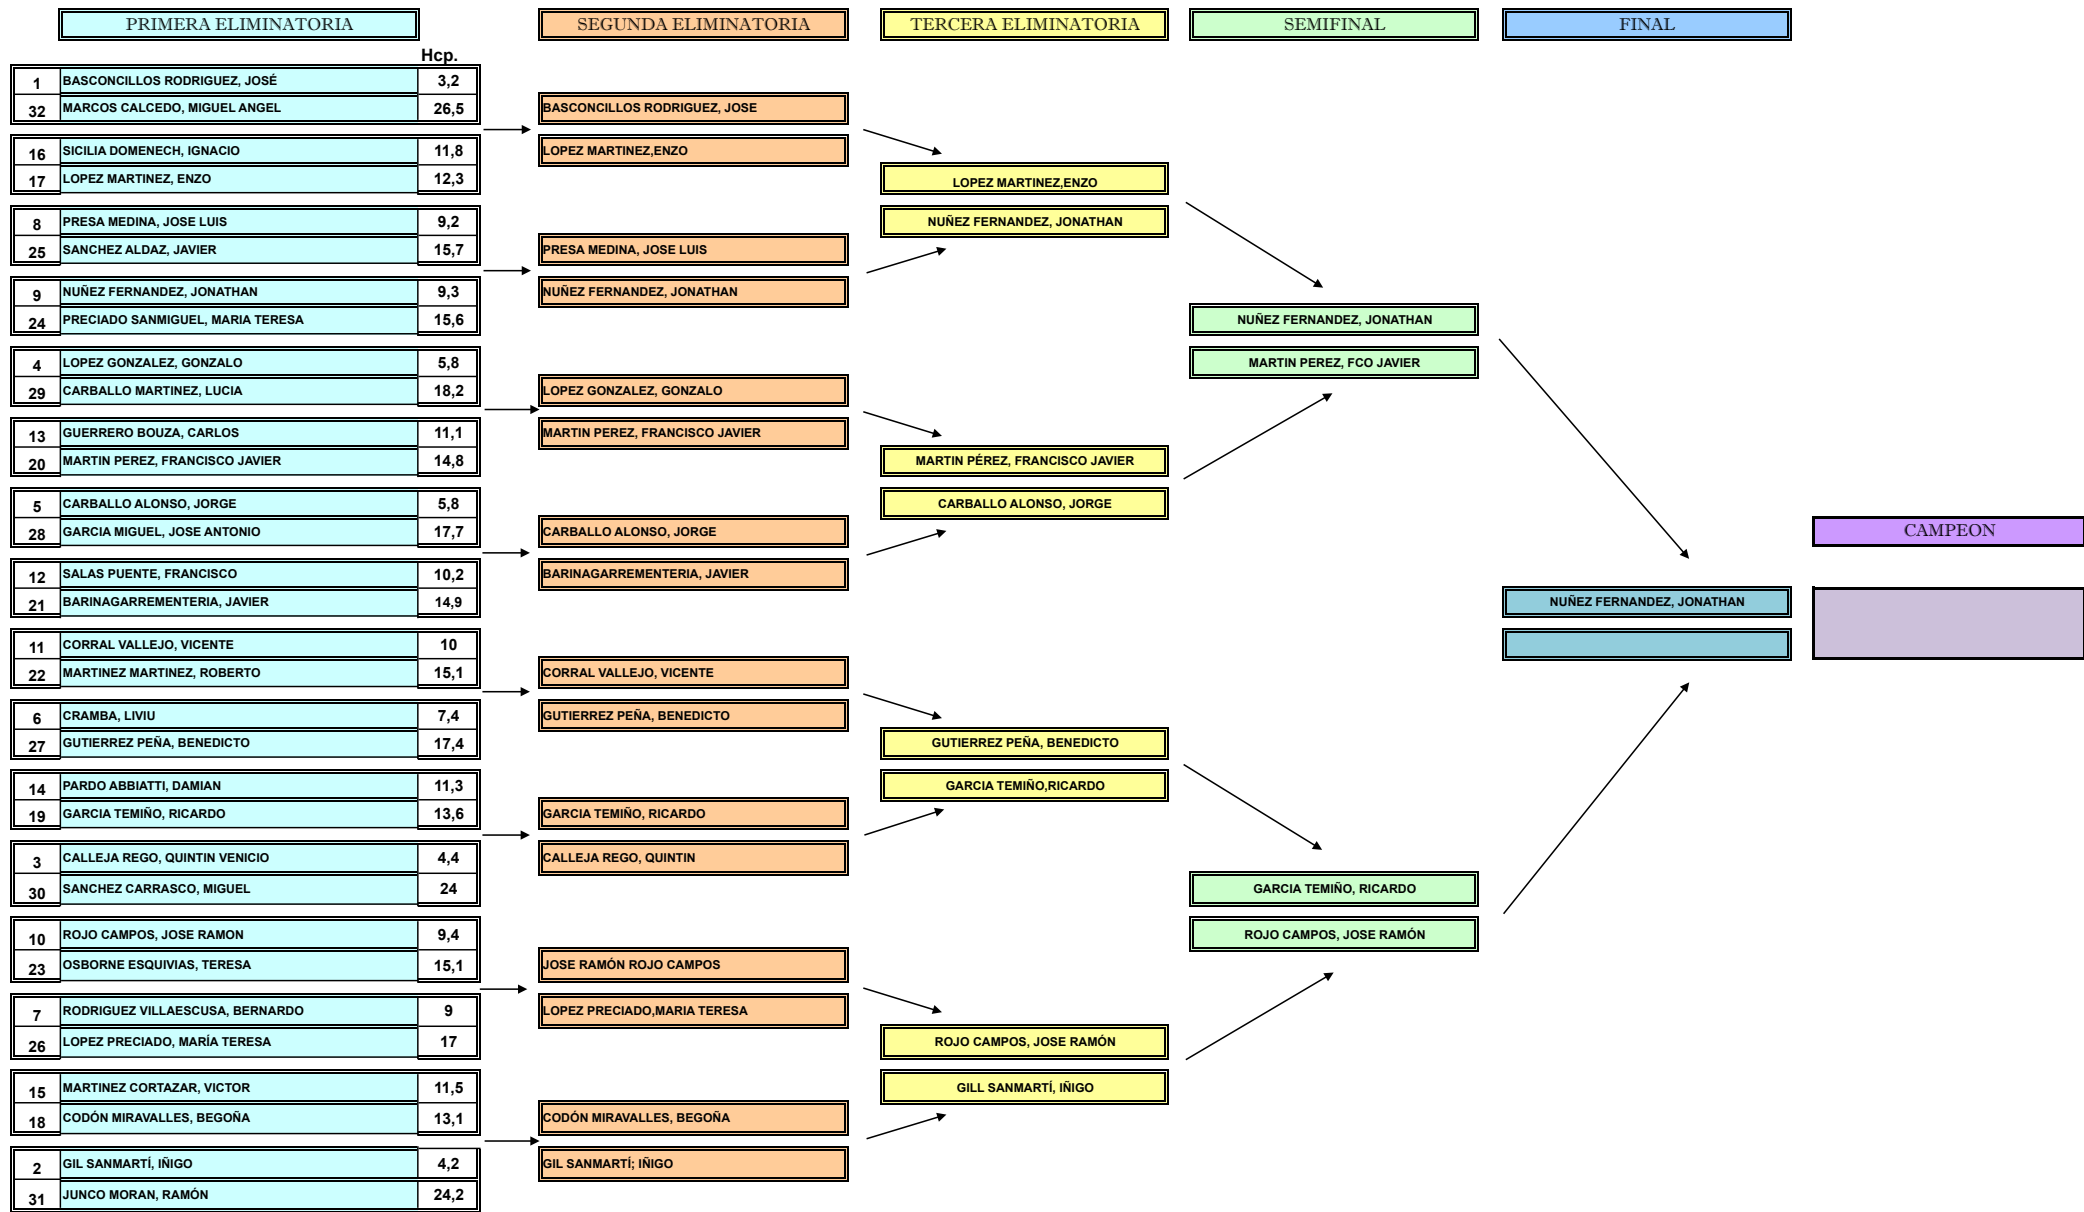 PRIMERA ELIMINATORIA
SEGUNDA ELIMINATORIA
TERCERA ELIMINATORIA
SEMIFINAL
FINAL
Hcp.
1 BASCONCILLOS RODRIGUEZ, JOSÉ 3,2
32 MARCOS CALCEDO, MIGUEL ANGEL 26,5
16 SICILIA DOMENECH, IGNACIO 11,8
17 LOPEZ MARTINEZ, ENZO 12,3
8 PRESA MEDINA, JOSE LUIS 9,2
25 SANCHEZ ALDAZ, JAVIER 15,7
9 NUÑEZ FERNANDEZ, JONATHAN 9,3
24 PRECIADO SANMIGUEL, MARIA TERESA 15,6
4 LOPEZ GONZALEZ, GONZALO 5,8
29 CARBALLO MARTINEZ, LUCIA 18,2
13 GUERRERO BOUZA, CARLOS 11,1
20 MARTIN PEREZ, FRANCISCO JAVIER 14,8
5 CARBALLO ALONSO, JORGE 5,8
28 GARCIA MIGUEL, JOSE ANTONIO 17,7
12 SALAS PUENTE, FRANCISCO 10,2
21 BARINAGARREMENTERIA, JAVIER 14,9
11 CORRAL VALLEJO, VICENTE 10
22 MARTINEZ MARTINEZ, ROBERTO 15,1
6 CRAMBA, LIVIU 7,4
27 GUTIERREZ PEÑA, BENEDICTO 17,4
14 PARDO ABBIATTI, DAMIAN 11,3
19 GARCIA TEMIÑO, RICARDO 13,6
3 CALLEJA REGO, QUINTIN VENICIO 4,4
30 SANCHEZ CARRASCO, MIGUEL 24
10 ROJO CAMPOS, JOSE RAMON 9,4
23 OSBORNE ESQUIVIAS, TERESA 15,1
7 RODRIGUEZ VILLAESCUSA, BERNARDO 9
26 LOPEZ PRECIADO, MARÍA TERESA 17
15 MARTINEZ CORTAZAR, VICTOR 11,5
18 CODÓN MIRAVALLES, BEGOÑA 13,1
2 GIL SANMARTÍ, IÑIGO 4,2
31 JUNCO MORAN, RAMÓN 24,2
BASCONCILLOS RODRIGUEZ, JOSE
LOPEZ MARTINEZ,ENZO
PRESA MEDINA, JOSE LUIS
NUÑEZ FERNANDEZ, JONATHAN
LOPEZ GONZALEZ, GONZALO
MARTIN PEREZ, FRANCISCO JAVIER
CARBALLO ALONSO, JORGE
BARINAGARREMENTERIA, JAVIER
CORRAL VALLEJO, VICENTE
GUTIERREZ PEÑA, BENEDICTO
GARCIA TEMIÑO, RICARDO
CALLEJA REGO, QUINTIN
JOSE RAMÓN ROJO CAMPOS
LOPEZ PRECIADO,MARIA TERESA
CODÓN MIRAVALLES, BEGOÑA
GIL SANMARTÍ; IÑIGO
LOPEZ MARTINEZ,ENZO
NUÑEZ FERNANDEZ, JONATHAN
MARTIN PÉREZ, FRANCISCO JAVIER
CARBALLO ALONSO, JORGE
GUTIERREZ PEÑA, BENEDICTO
GARCIA TEMIÑO,RICARDO
ROJO CAMPOS, JOSE RAMÓN
GILL SANMARTÍ, IÑIGO
NUÑEZ FERNANDEZ, JONATHAN
MARTIN PEREZ, FCO JAVIER
GARCIA TEMIÑO, RICARDO
ROJO CAMPOS, JOSE RAMÓN
NUÑEZ FERNANDEZ, JONATHAN
CAMPEON